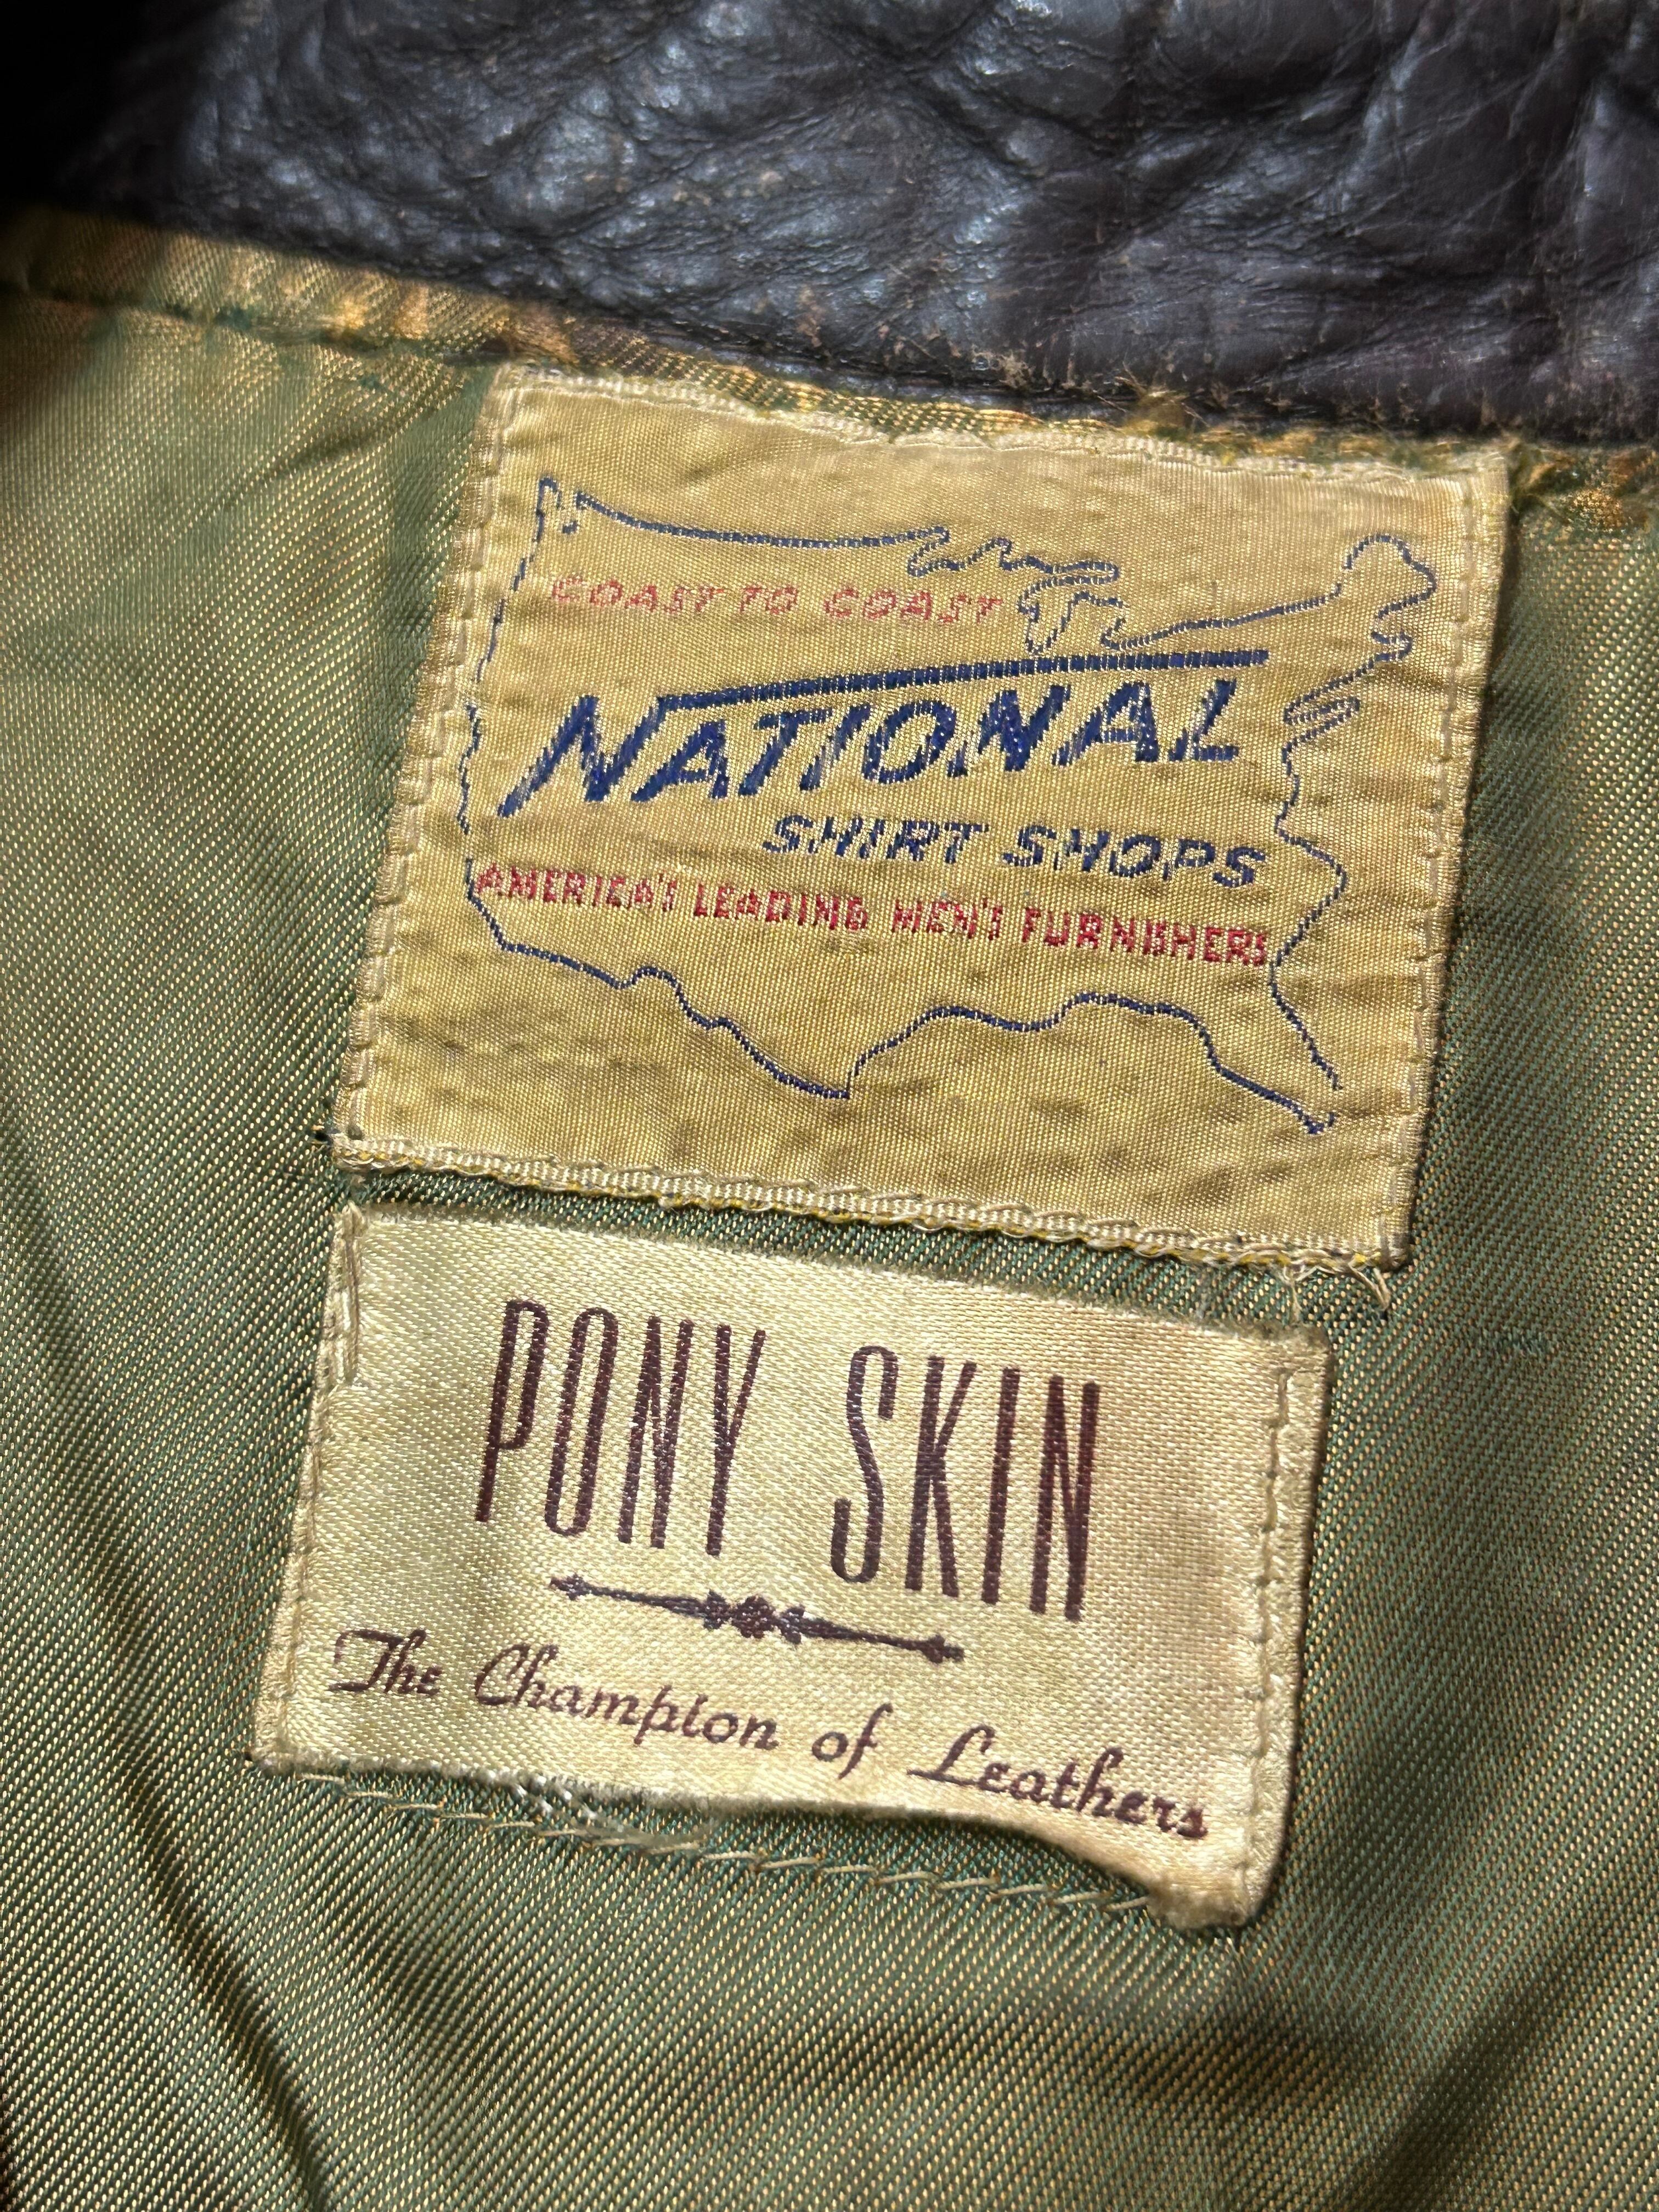 COAST TO COAST
NATIONAL
SHIRT SHOPS
AMERICA'S LEADING MEN'S FURNISHERS
PONY SKIN
The Champion of Leathers